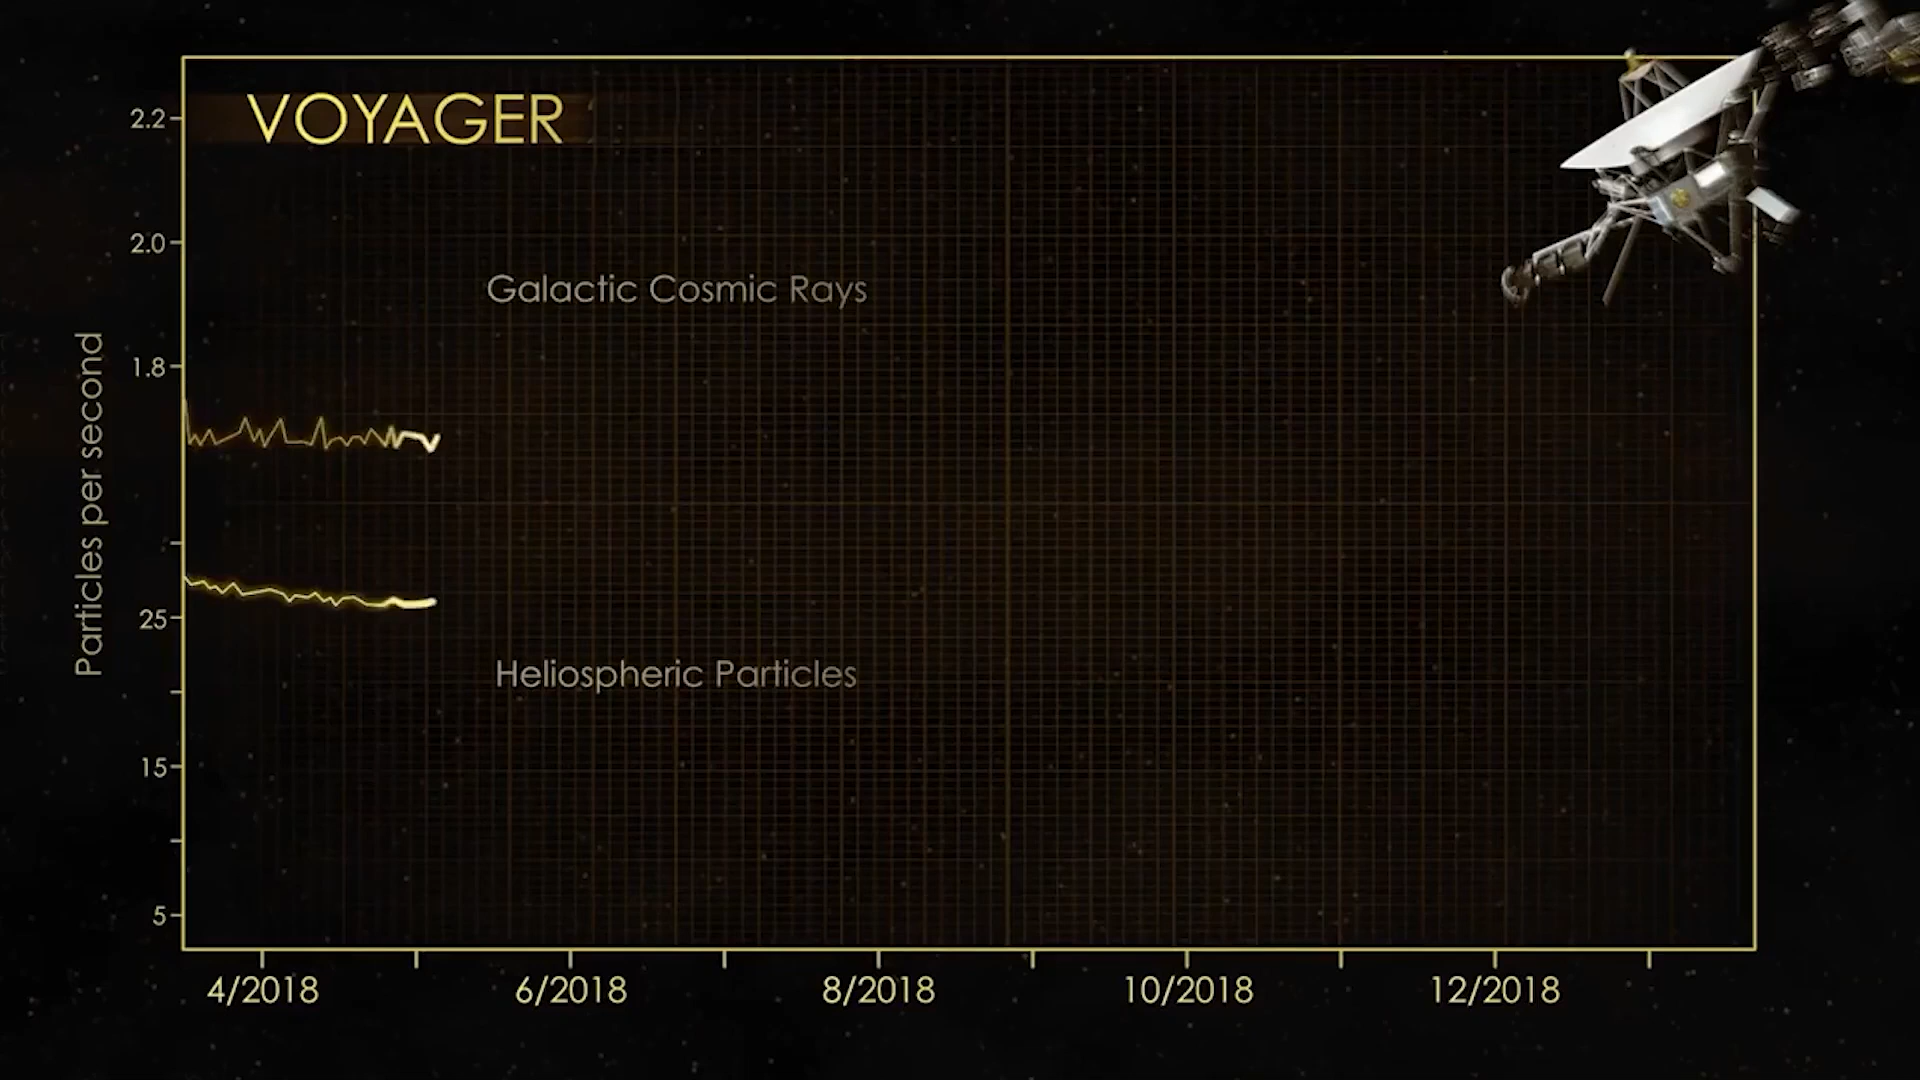 VOYAGER
2.2
2.0
Galactic Cosmic Rays
1.8
Particles per second
25
Heliospheric Particles
15
5
4/2018 6/2018 8/2018 10/2018 12/2018